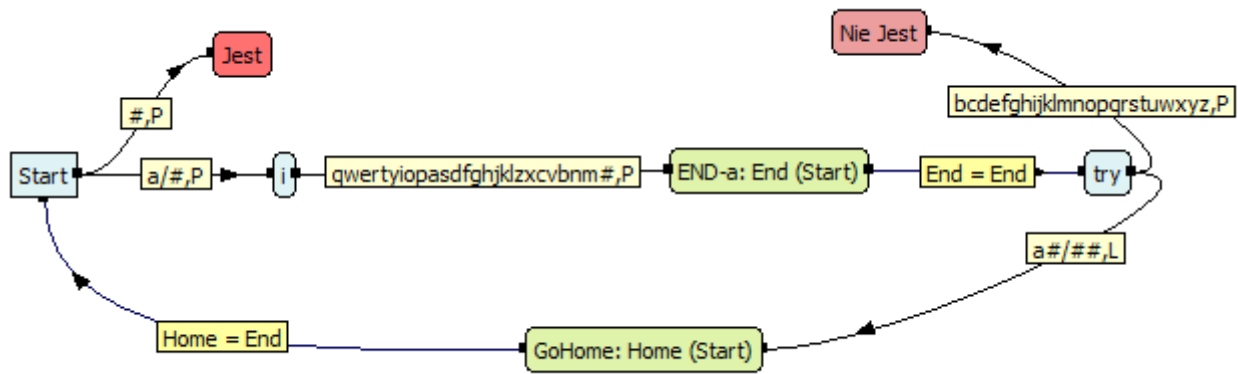 Jest
Nie Jest
bcdefghijklmnopqrstuwxyz,P
#,P
Start
a/#,P
i
qwertyiopasdfghjklzxcvbnm#,P
END-a: End (Start)
End = End
try
a#/##,L
Home = End
GoHome: Home (Start)